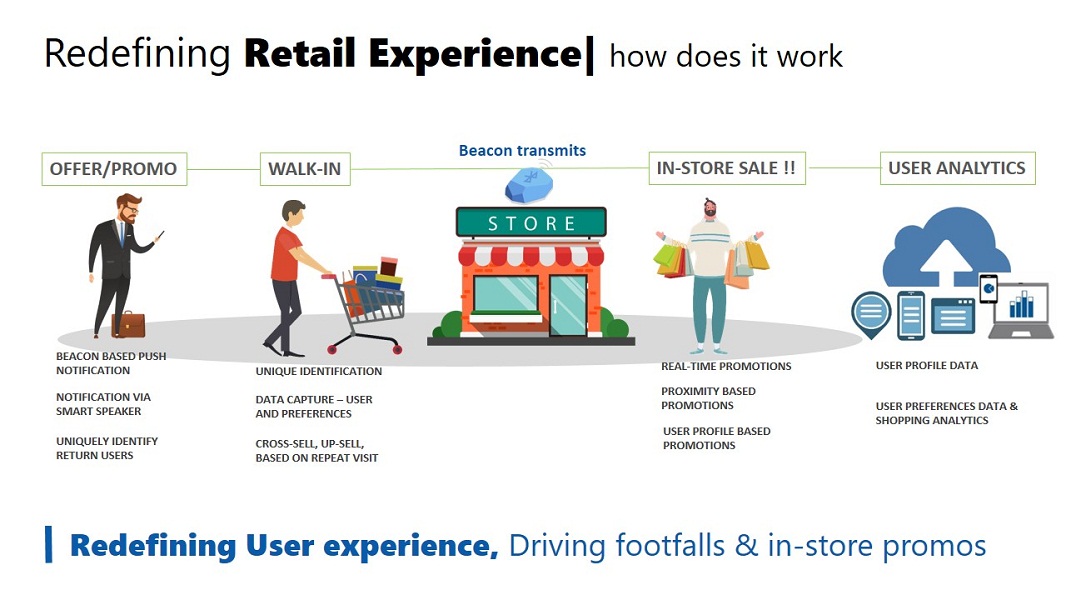 Redefining Retail Experience| how does it work
Beacon transmits
OFFER/PROMO
WALK-IN
IN-STORE SALE !!
USER ANALYTICS
STORE
BEACON BASED PUSH
NOTIFICATION
NOTIFICATION VIA
SMART SPEAKER
UNIQUELY IDENTIFY
RETURN USERS
UNIQUE IDENTIFICATION
DATA CAPTURE – USER
AND PREFERENCES
CROSS-SELL, UP-SELL,
BASED ON REPEAT VISIT
REAL-TIME PROMOTIONS
PROXIMITY BASED
PROMOTIONS
USER PROFILE BASED
PROMOTIONS
USER PROFILE DATA
USER PREFERENCES DATA &
SHOPPING ANALYTICS
| Redefining User experience, Driving footfalls & in-store promos